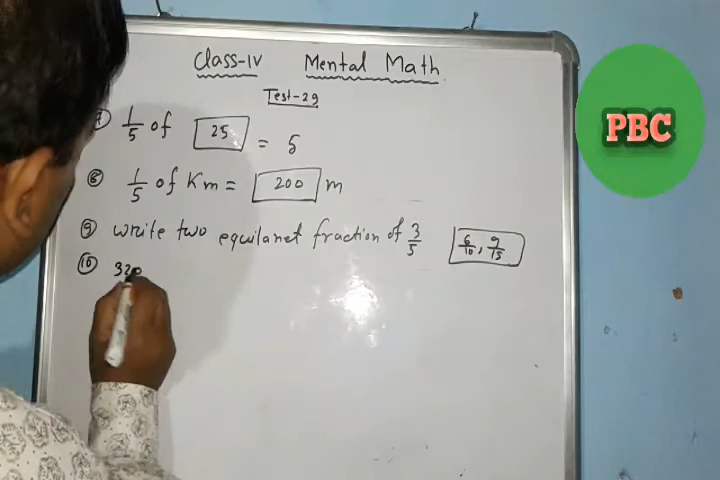 Class-IV Mental Math
Test-29
PBC
⑦ 1/5 of 25 = 5
⑧ 1/5 of Km = 200 m
⑨ write two equilanet fraction of 3/5 6/10, 9/15
⑩ 320